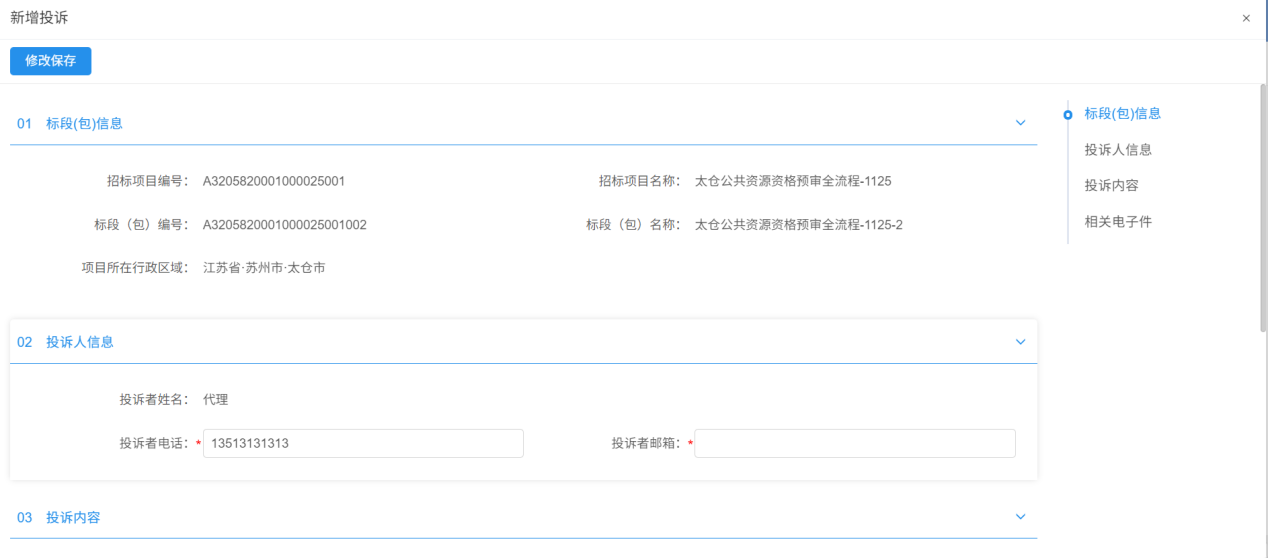 新增投诉
×
修改保存
01 标段(包)信息
招标项目编号： A3205820001000025001 招标项目名称： 太仓公共资源资格预审全流程-1125
标段（包）编号： A3205820001000025001002 标段（包）名称： 太仓公共资源资格预审全流程-1125-2
项目所在行政区域： 江苏省·苏州市·太仓市
02 投诉人信息
投诉者姓名： 代理
投诉者电话：* 13513131313 投诉者邮箱：*
03 投诉内容
标段(包)信息
投诉人信息
投诉内容
相关电子件